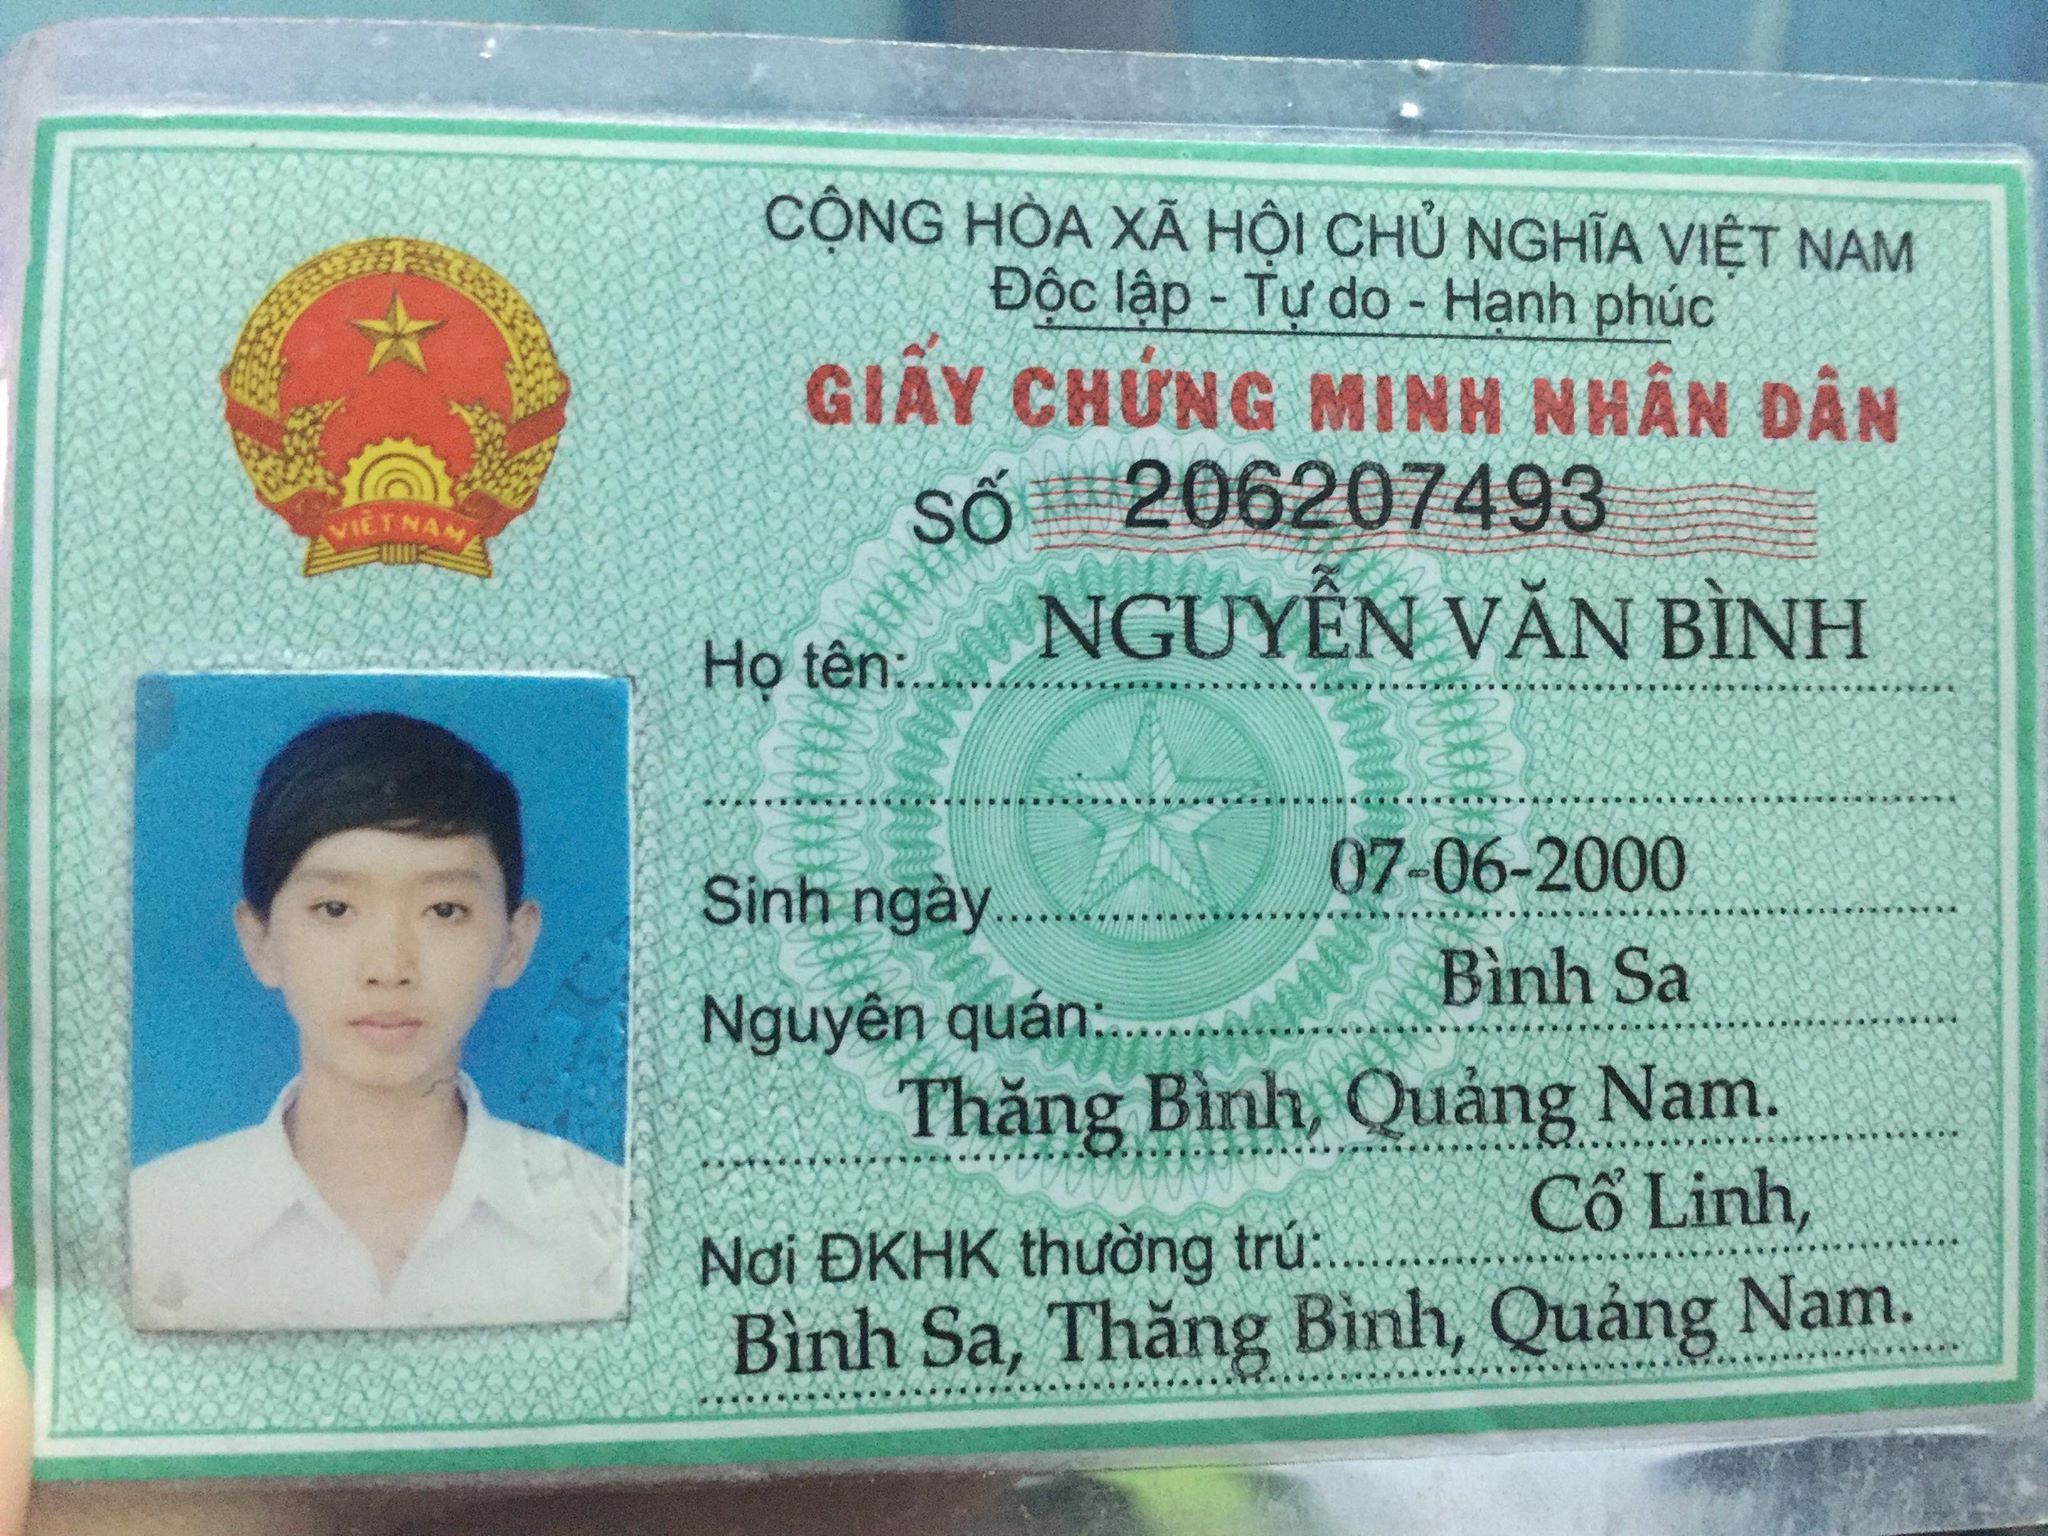 CỘNG HÒA XÃ HỘI CHỦ NGHĨA VIỆT NAM
Độc lập - Tự do - Hạnh phúc
GIẤY CHỨNG MINH NHÂN DÂN
SỐ 206207493
VIỆT NAM
Họ tên: NGUYỄN VĂN BÌNH
Sinh ngày 07-06-2000
Nguyên quán: Bình Sa
Thăng Bình, Quảng Nam.
Nơi ĐKHK thường trú: Cổ Linh,
Bình Sa, Thăng Bình, Quảng Nam.